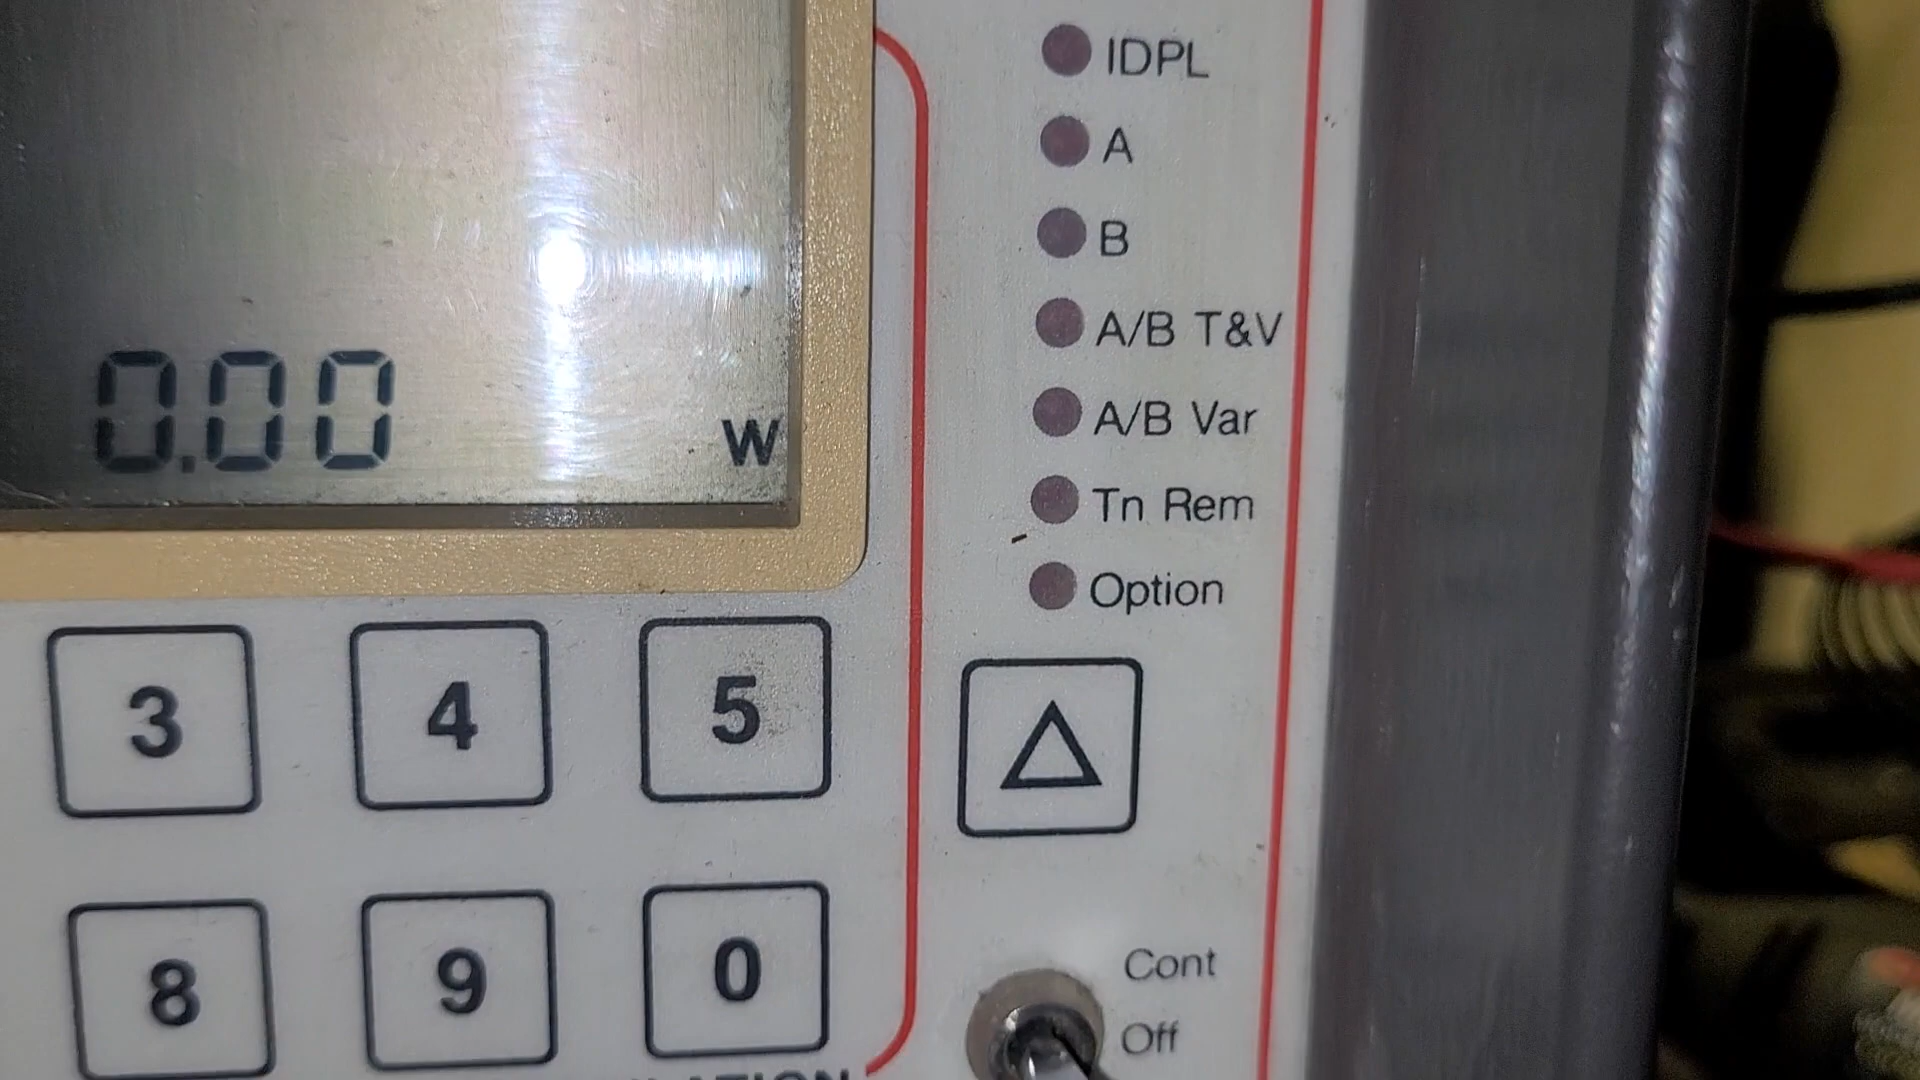 IDPL
A
B
A/B T&V
A/B Var
Tn Rem
Option
0.00 W
3 4 5
8 9 0
Cont
Off